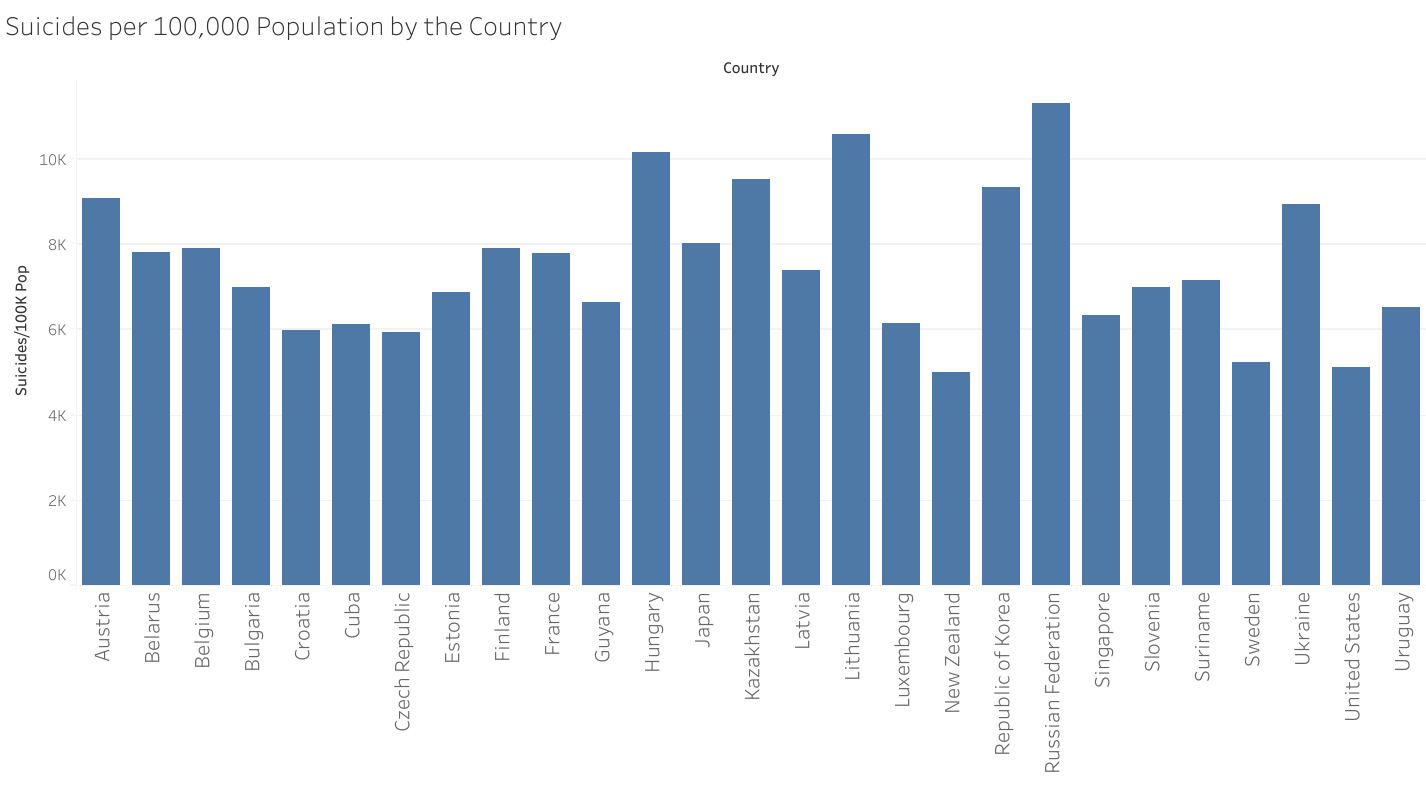 Suicides per 100,000 Population by the Country
Country
Suicides/100K Pop
10K
8K
6K
4K
2K
0K
Austria
Belarus
Belgium
Bulgaria
Croatia
Cuba
Czech Republic
Estonia
Finland
France
Guyana
Hungary
Japan
Kazakhstan
Latvia
Lithuania
Luxembourg
New Zealand
Republic of Korea
Russian Federation
Singapore
Slovenia
Suriname
Sweden
Ukraine
United States
Uruguay